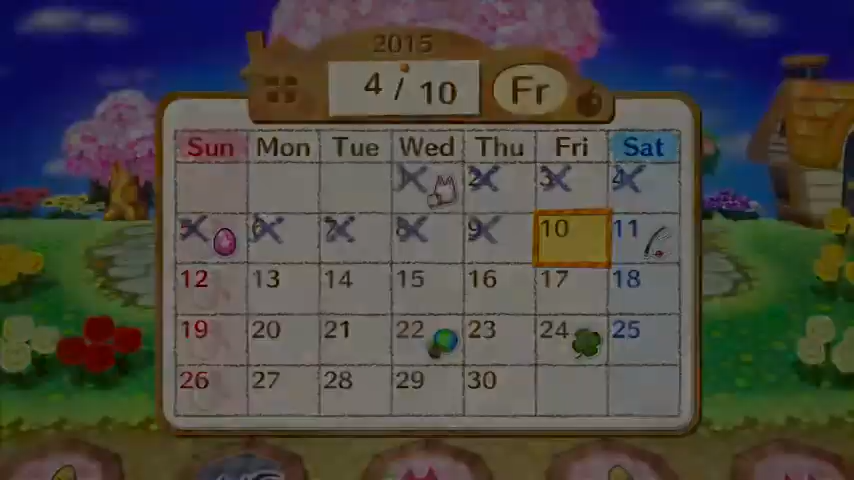 2015
4 / 10 Fr
Sun Mon Tue Wed Thu Fri Sat
2 3 4
5 6 7 8 9 10 11
12 13 14 15 16 17 18
19 20 21 22 23 24 25
26 27 28 29 30